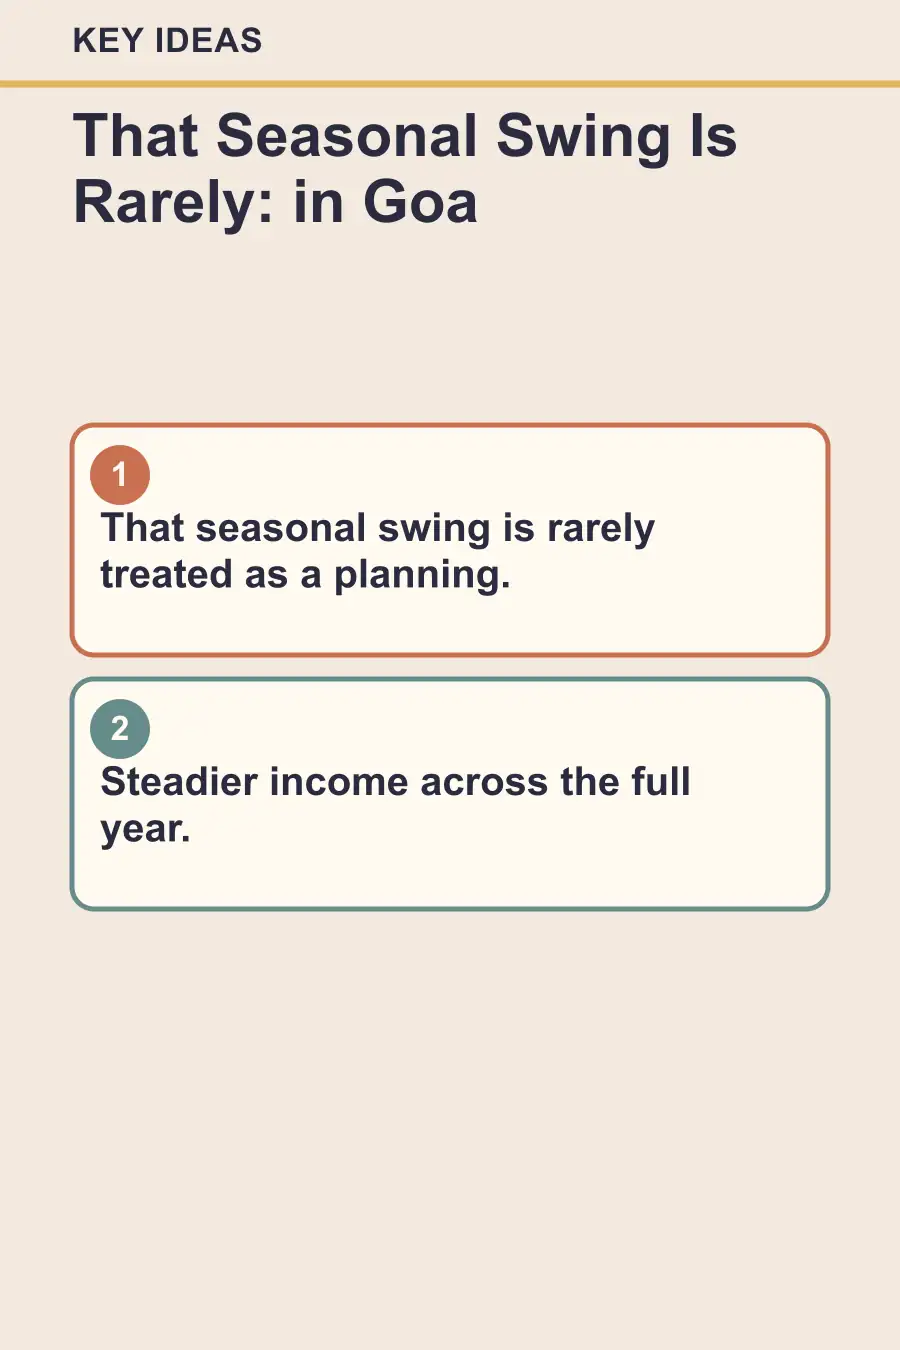 KEY IDEAS
That Seasonal Swing Is
Rarely: in Goa
1
That seasonal swing is rarely
treated as a planning.
2
Steadier income across the full
year.